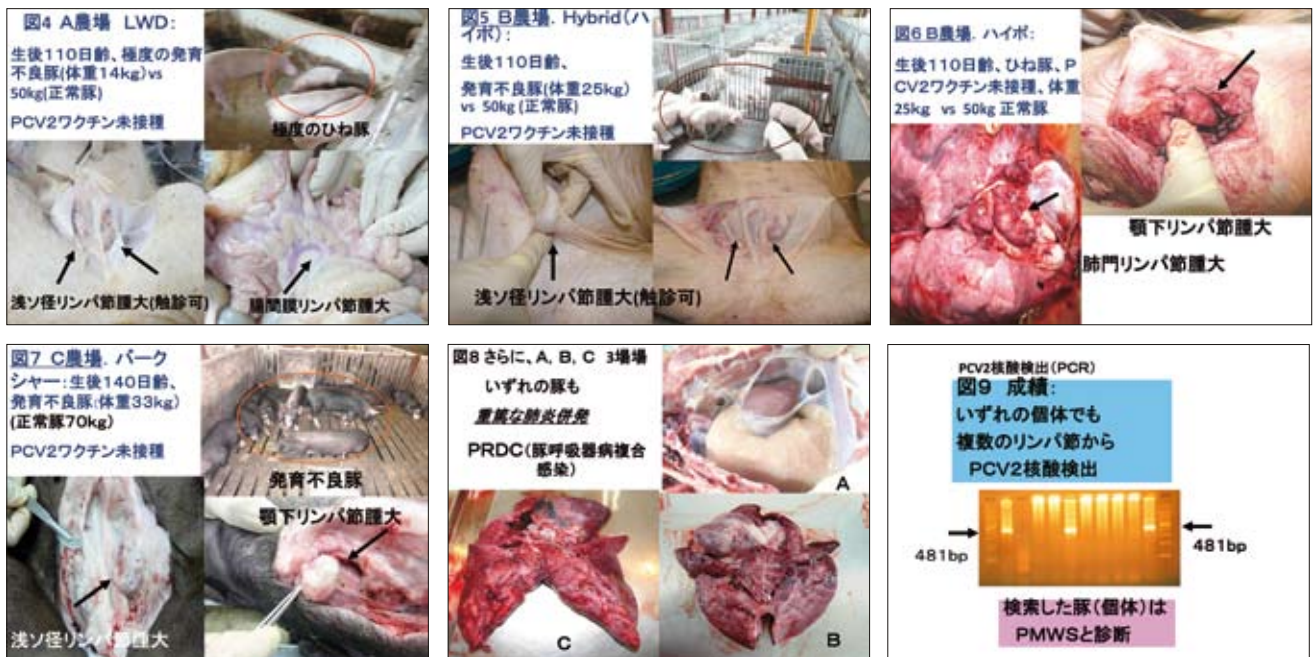 図4 A農場 LWD:
生後110日齢、極度の発育
不良豚(体重14kg)vs
50kg(正常豚)
PCV2ワクチン未接種
極度のひね豚
浅ソ径リンパ節腫大(触診可)
腸間膜リンパ節腫大
図5 B農場. Hybrid(ハ
イポ):
生後110日齢、
発育不良豚(体重25kg)
vs 50kg(正常豚)
PCV2ワクチン未接種
浅ソ径リンパ節腫大(触診可)
図6 B農場. ハイポ:
生後110日齢、ひね豚、P
CV2ワクチン未接種、体重
25kg vs 50kg 正常豚
顎下リンパ節腫大
肺門リンパ節腫大
図7 C農場. バーク
シャー:生後140日齢、
発育不良豚(体重33kg)
(正常豚70kg)
PCV2ワクチン未接種
発育不良豚
顎下リンパ節腫大
浅ソ径リンパ節腫大
図8 さらに、A, B, C 3場場
いずれの豚も
重篤な肺炎併発
PRDC(豚呼吸器病複合
感染)
A
C
B
PCV2核酸検出(PCR)
図9 成績:
いずれの個体でも
複数のリンパ節から
PCV2核酸検出
481bp
481bp
検索した豚(個体)は
PMWSと診断